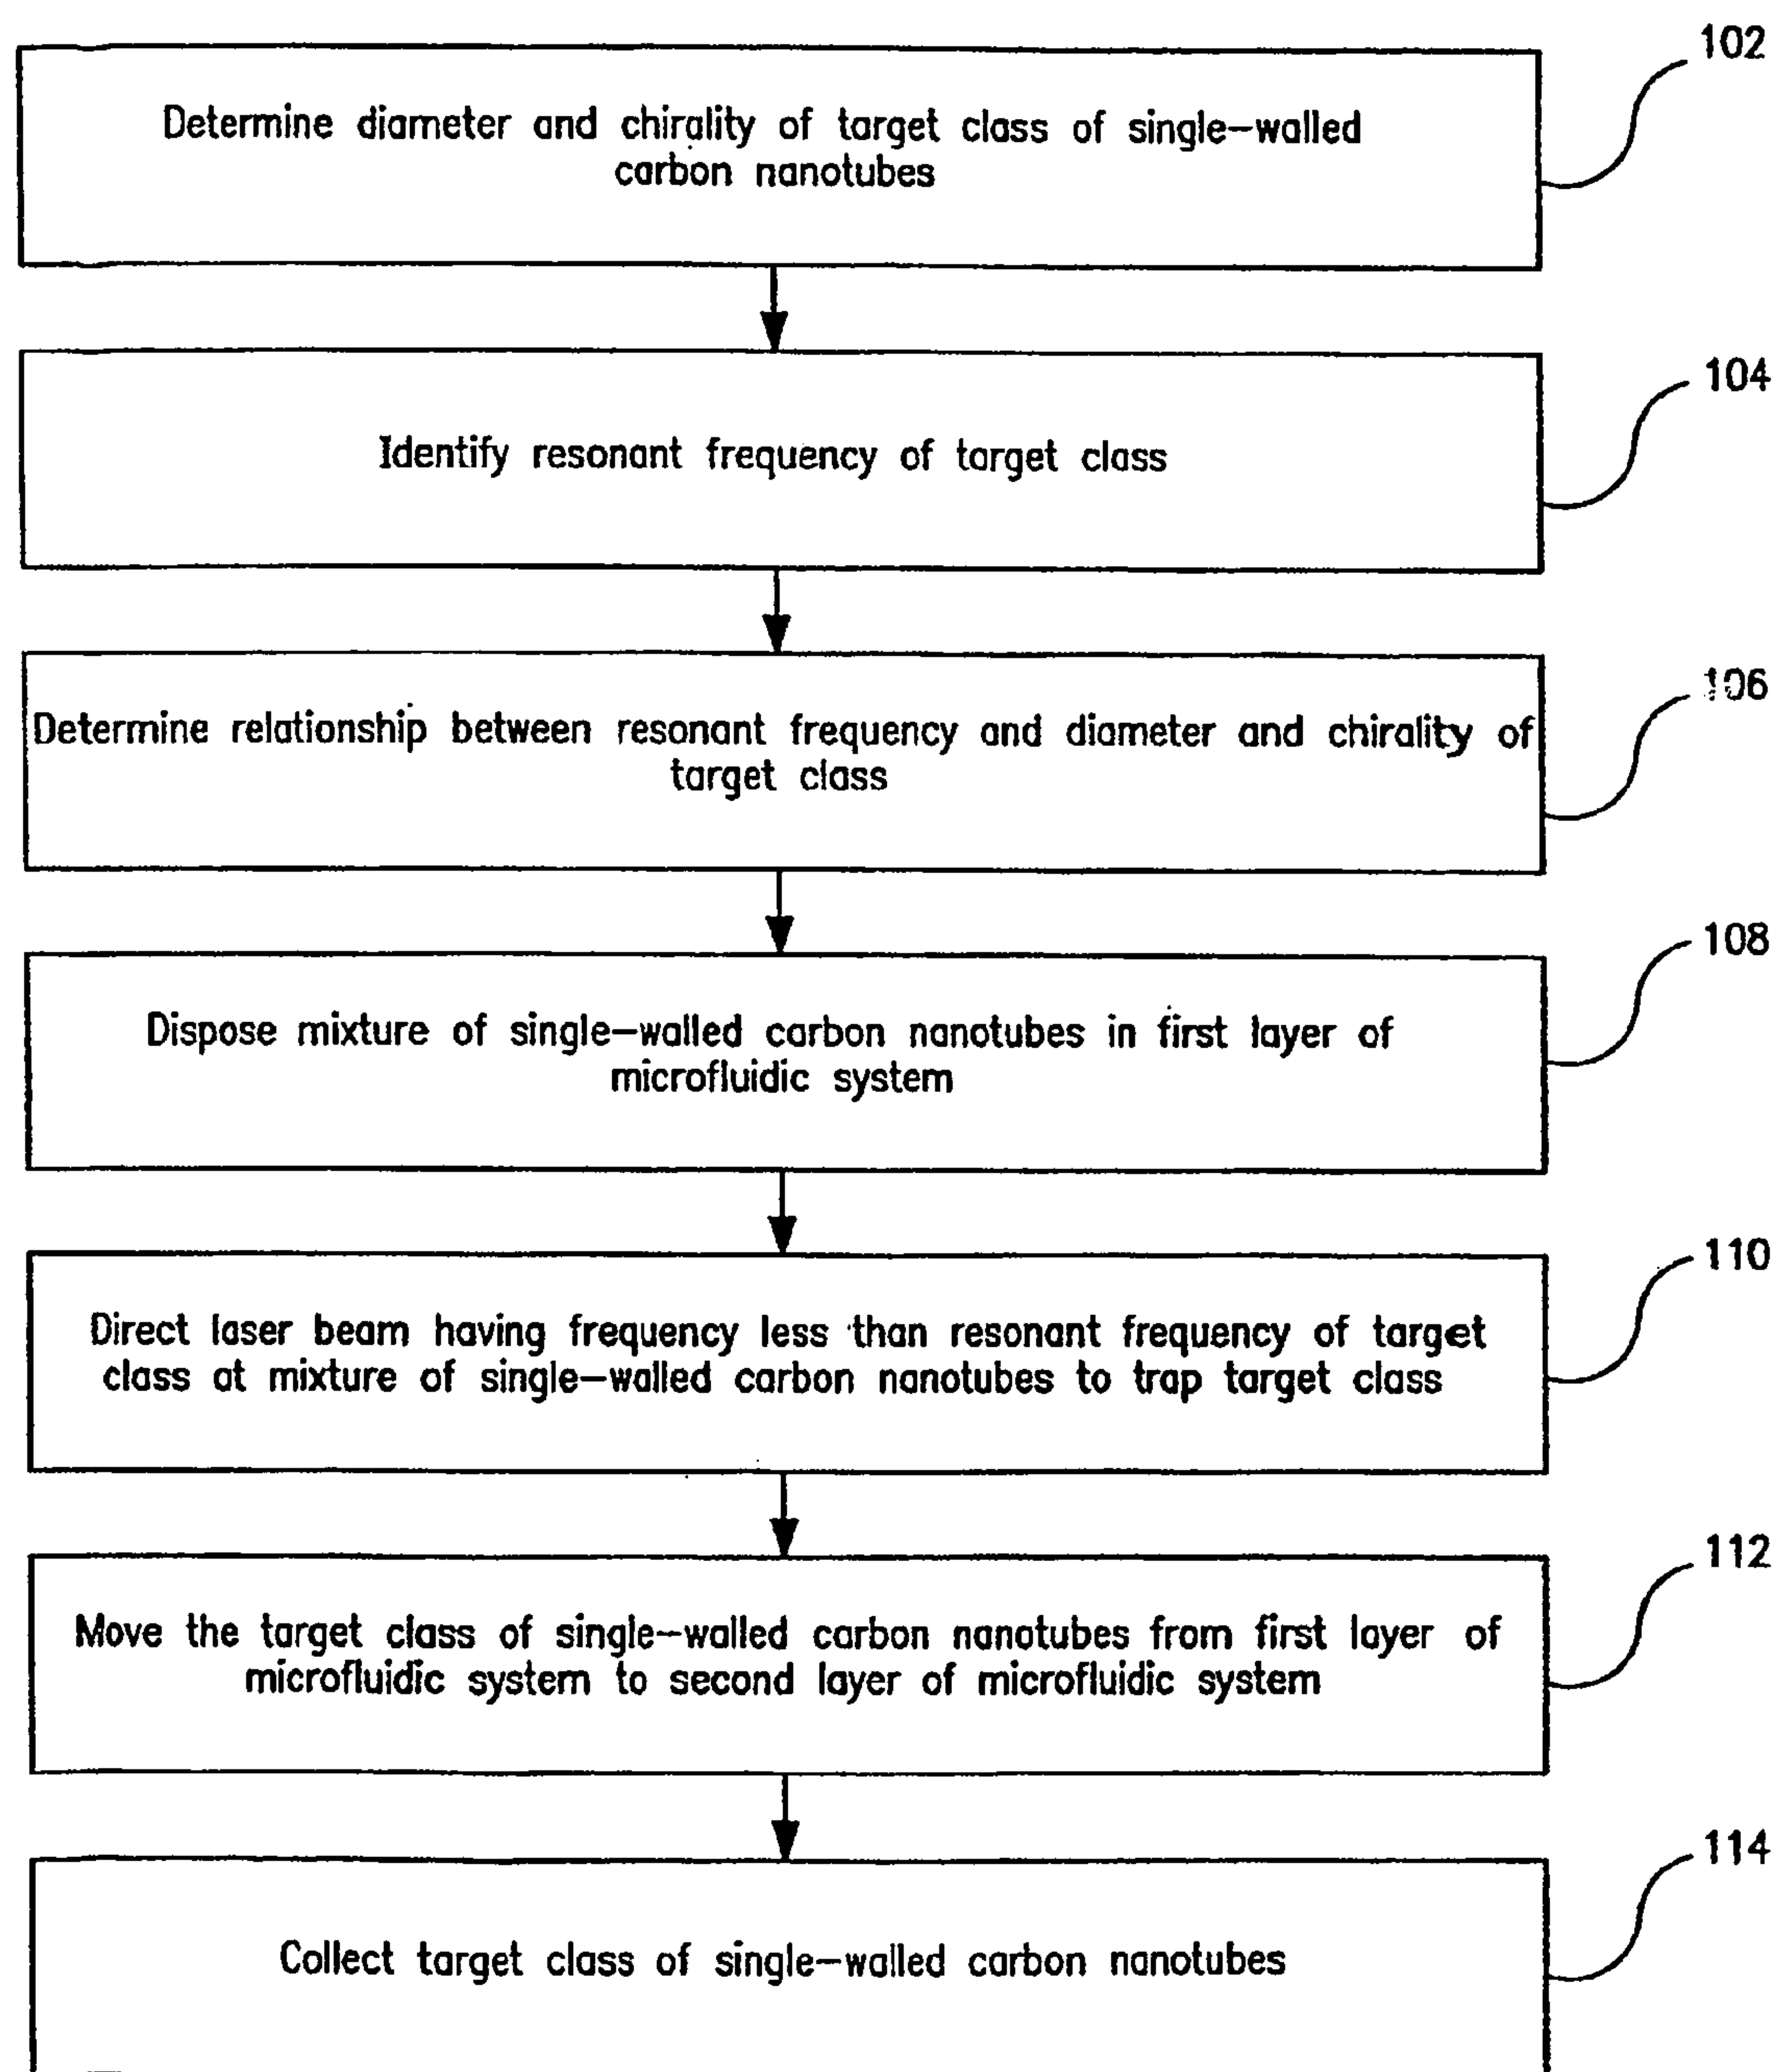 102
Determine diameter and chirality of target class of single-walled
carbon nanotubes
104
Identify resonant frequency of target class
106
Determine relationship between resonant frequency and diameter and chirality of
target class
108
Dispose mixture of single-walled carbon nanotubes in first layer of
microfluidic system
110
Direct laser beam having frequency less than resonant frequency of target
class at mixture of single-walled carbon nanotubes to trap target class
112
Move the target class of single-walled carbon nanotubes from first layer of
microfluidic system to second layer of microfluidic system
114
Collect target class of single-walled carbon nanotubes